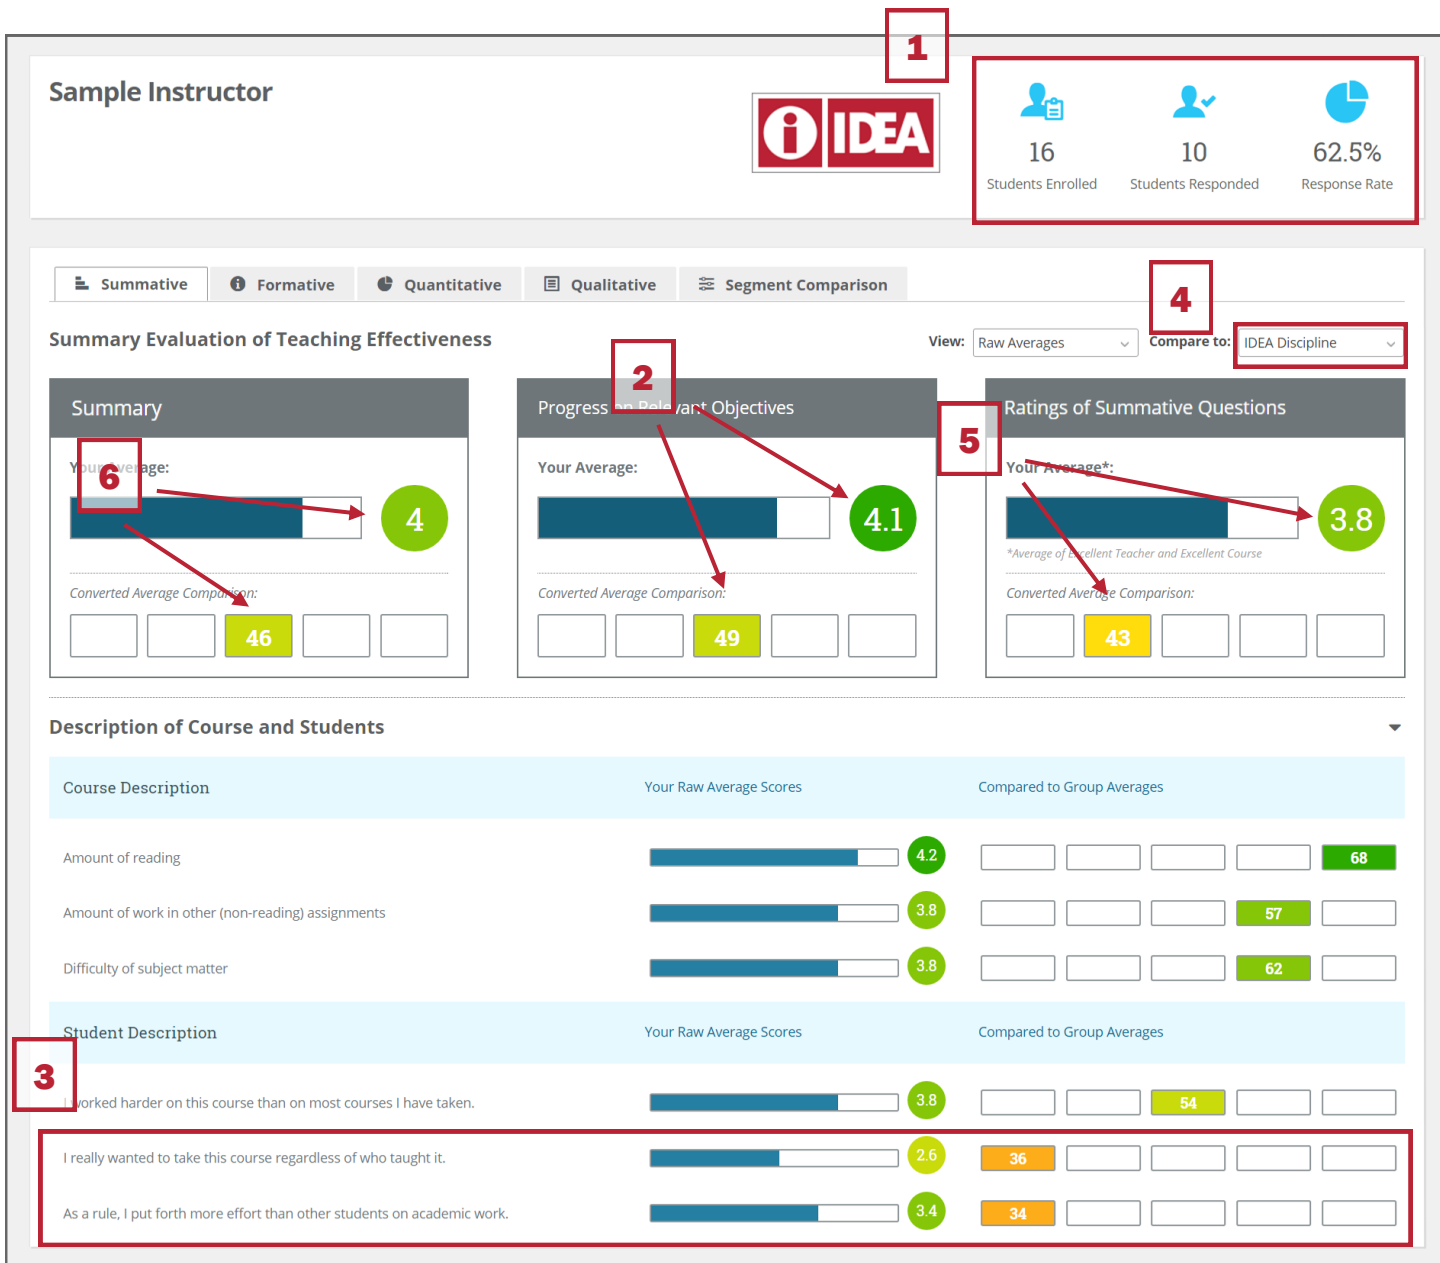 1
Sample Instructor
i IDEA
16
10
62.5%
Students Enrolled
Students Responded
Response Rate
Summative
Formative
Quantitative
Qualitative
Segment Comparison
4
Summary Evaluation of Teaching Effectiveness
View:
Raw Averages
Compare to:
IDEA Discipline
2
Summary
Progress on Relevant Objectives
Ratings of Summative Questions
6
5
Your Average:
4
Your Average:
4.1
Your Average*:
3.8
*Average of Excellent Teacher and Excellent Course
Converted Average Comparison:
Converted Average Comparison:
Converted Average Comparison:
46
49
43
Description of Course and Students
Course Description
Your Raw Average Scores
Compared to Group Averages
Amount of reading
4.2
68
Amount of work in other (non-reading) assignments
3.8
57
Difficulty of subject matter
3.8
62
Student Description
Your Raw Average Scores
Compared to Group Averages
3
I worked harder on this course than on most courses I have taken.
3.8
54
I really wanted to take this course regardless of who taught it.
2.6
36
As a rule, I put forth more effort than other students on academic work.
3.4
34